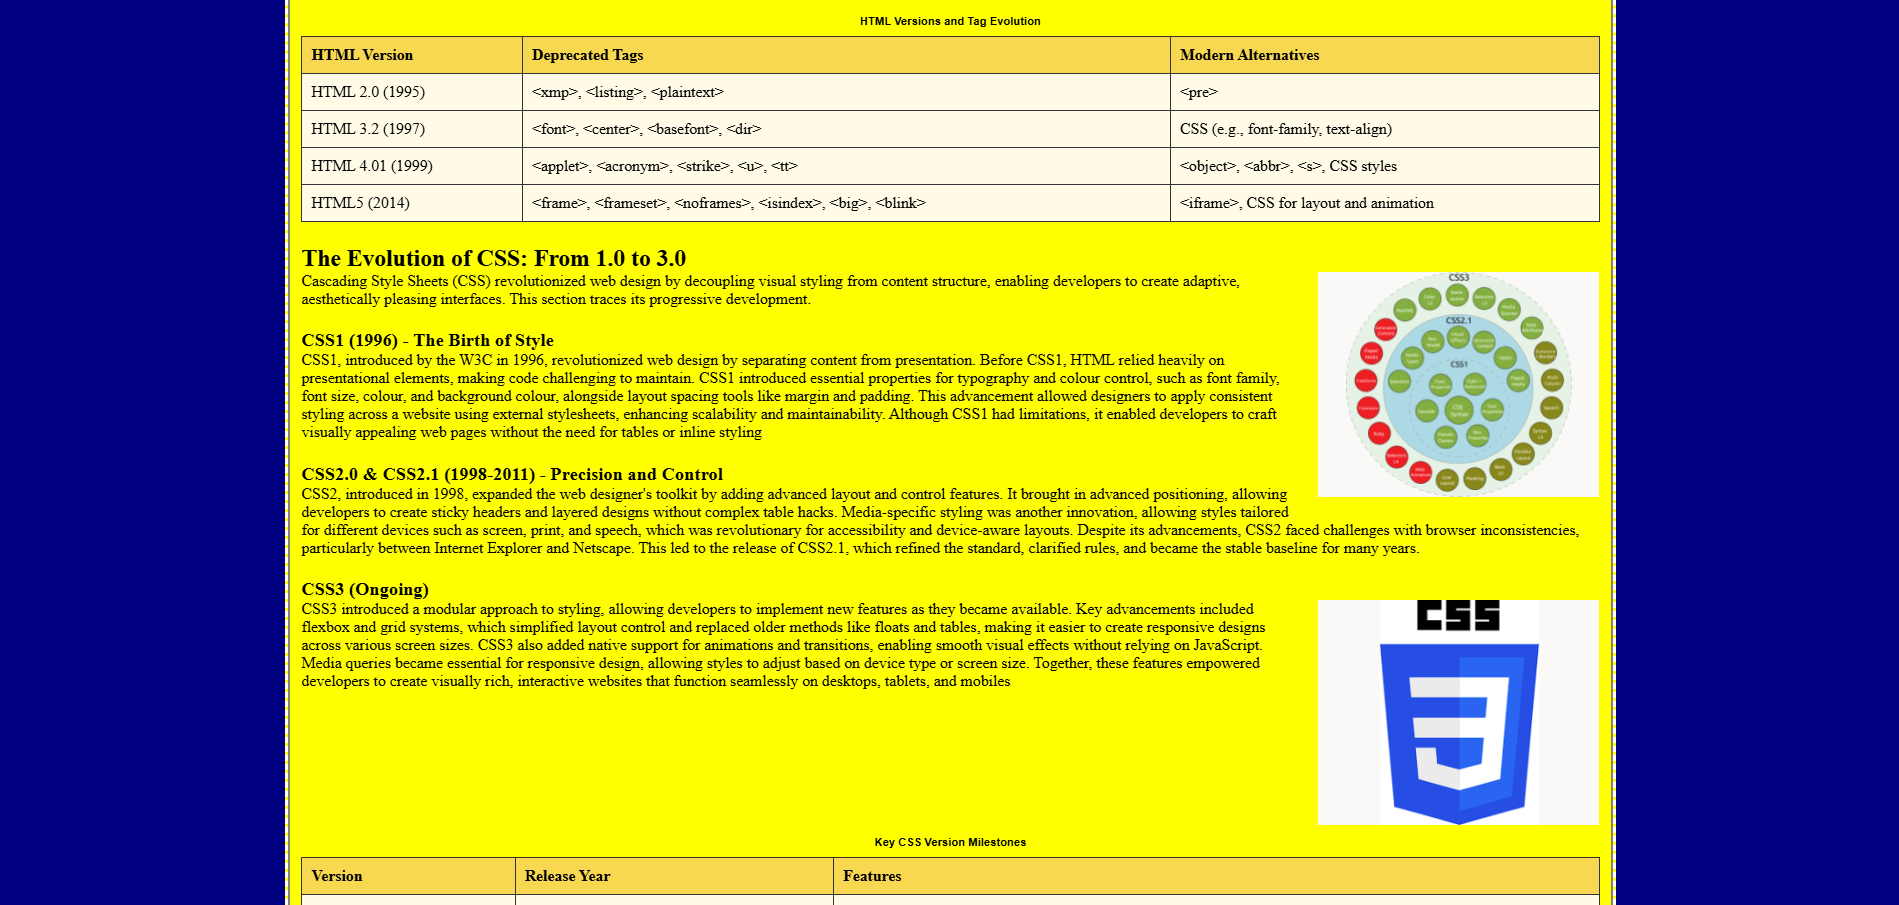 HTML Versions and Tag Evolution
HTML Version Deprecated Tags Modern Alternatives
HTML 2.0 (1995) <xmp>, <listing>, <plaintext> <pre>
HTML 3.2 (1997) <font>, <center>, <basefont>, <dir> CSS (e.g., font-family, text-align)
HTML 4.01 (1999) <applet>, <acronym>, <strike>, <u>, <tt> <object>, <abbr>, <s>, CSS styles
HTML5 (2014) <frame>, <frameset>, <noframes>, <isindex>, <big>, <blink> <iframe>, CSS for layout and animation
The Evolution of CSS: From 1.0 to 3.0
Cascading Style Sheets (CSS) revolutionized web design by decoupling visual styling from content structure, enabling developers to create adaptive,
aesthetically pleasing interfaces. This section traces its progressive development.
CSS3
CSS2.1
CSS1
CSS1 (1996) - The Birth of Style
CSS1, introduced by the W3C in 1996, revolutionized web design by separating content from presentation. Before CSS1, HTML relied heavily on
presentational elements, making code challenging to maintain. CSS1 introduced essential properties for typography and colour control, such as font family,
font size, colour, and background colour, alongside layout spacing tools like margin and padding. This advancement allowed designers to apply consistent
styling across a website using external stylesheets, enhancing scalability and maintainability. Although CSS1 had limitations, it enabled developers to craft
visually appealing web pages without the need for tables or inline styling
CSS2.0 & CSS2.1 (1998-2011) - Precision and Control
CSS2, introduced in 1998, expanded the web designer's toolkit by adding advanced layout and control features. It brought in advanced positioning, allowing
developers to create sticky headers and layered designs without complex table hacks. Media-specific styling was another innovation, allowing styles tailored
for different devices such as screen, print, and speech, which was revolutionary for accessibility and device-aware layouts. Despite its advancements, CSS2 faced challenges with browser inconsistencies,
particularly between Internet Explorer and Netscape. This led to the release of CSS2.1, which refined the standard, clarified rules, and became the stable baseline for many years.
CSS3 (Ongoing)
CSS3 introduced a modular approach to styling, allowing developers to implement new features as they became available. Key advancements included
flexbox and grid systems, which simplified layout control and replaced older methods like floats and tables, making it easier to create responsive designs
across various screen sizes. CSS3 also added native support for animations and transitions, enabling smooth visual effects without relying on JavaScript.
Media queries became essential for responsive design, allowing styles to adjust based on device type or screen size. Together, these features empowered
developers to create visually rich, interactive websites that function seamlessly on desktops, tablets, and mobiles
CSS
3
Key CSS Version Milestones
Version Release Year Features